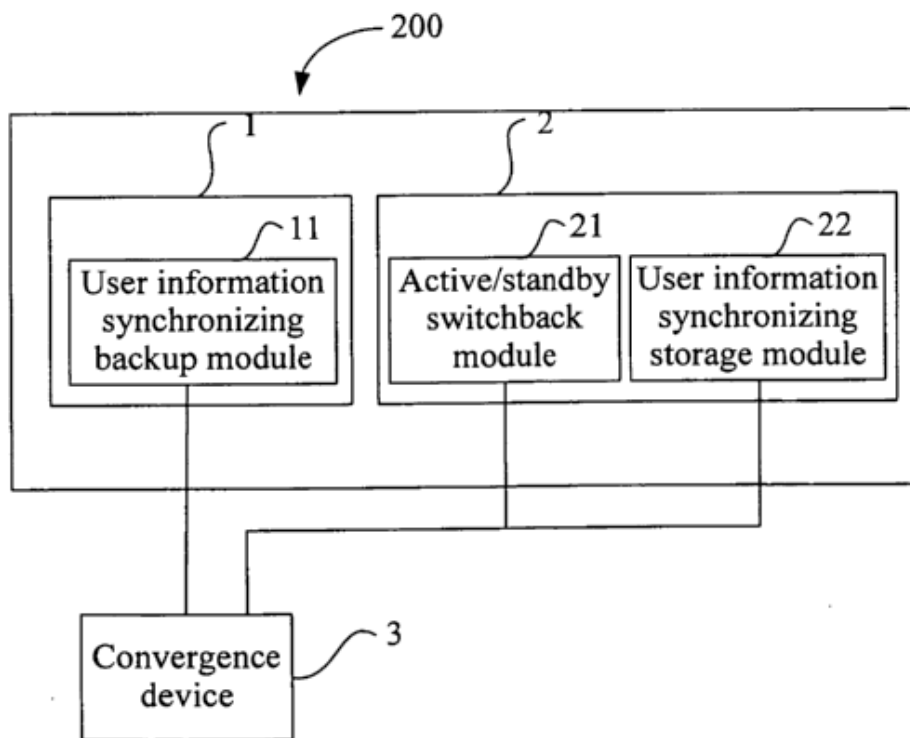 200
1
2
11
21
22
User information
synchronizing
backup module
Active/standby
switchback
module
User information
synchronizing
storage module
3
Convergence
device